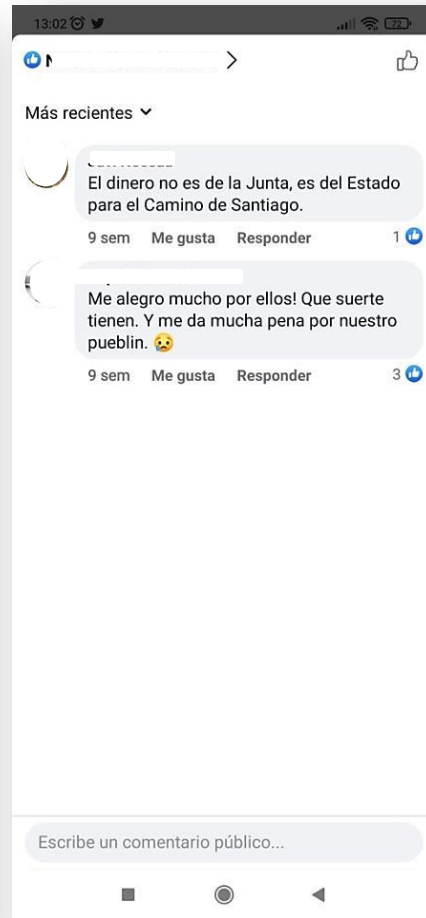 13:02
72
Más recientes
El dinero no es de la Junta, es del Estado
para el Camino de Santiago.
9 sem Me gusta Responder 1
Me alegro mucho por ellos! Que suerte
tienen. Y me da mucha pena por nuestro
pueblin. 😢
9 sem Me gusta Responder 3
Escribe un comentario público...